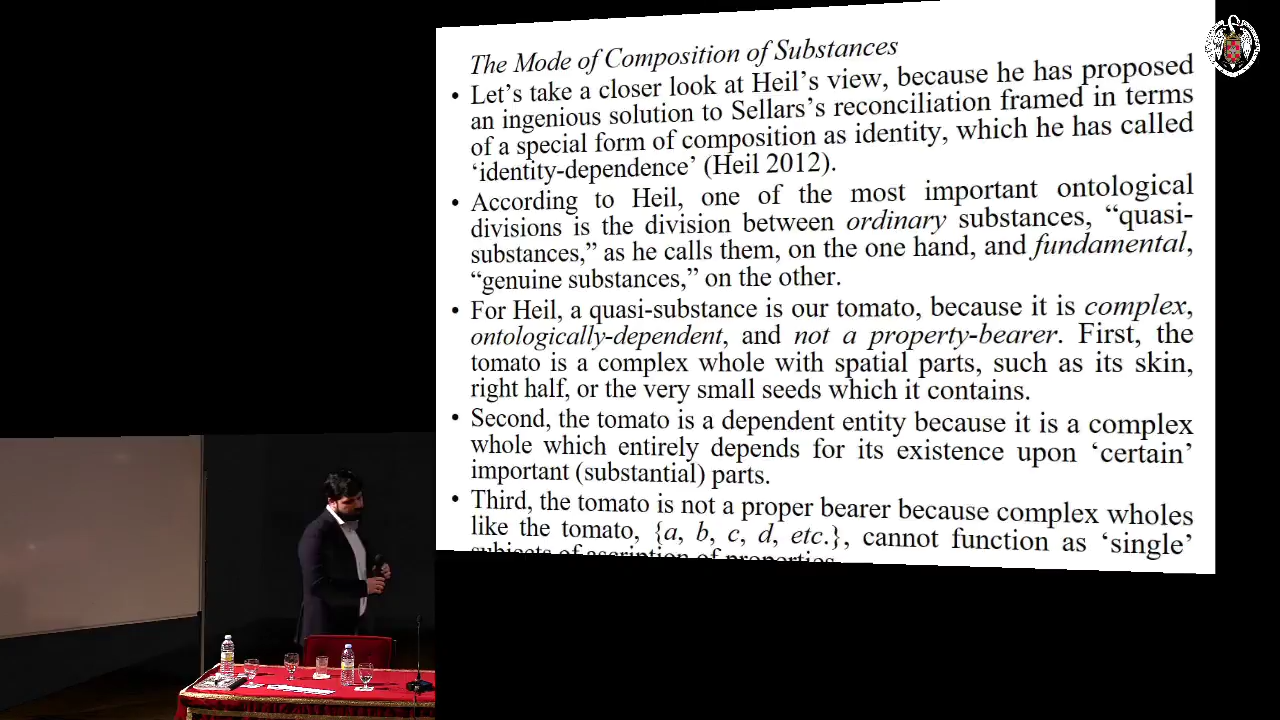 The Mode of Composition of Substances
• Let's take a closer look at Heil's view, because he has proposed
an ingenious solution to Sellars's reconciliation framed in terms
of a special form of composition as identity, which he has called
‘identity-dependence’ (Heil 2012).
• According to Heil, one of the most important ontological
divisions is the division between ordinary substances, “quasi-
substances,” as he calls them, on the one hand, and fundamental,
“genuine substances,” on the other.
• For Heil, a quasi-substance is our tomato, because it is complex,
ontologically-dependent, and not a property-bearer. First, the
tomato is a complex whole with spatial parts, such as its skin,
right half, or the very small seeds which it contains.
• Second, the tomato is a dependent entity because it is a complex
whole which entirely depends for its existence upon ‘certain’
important (substantial) parts.
• Third, the tomato is not a proper bearer because complex wholes
like the tomato, {a, b, c, d, etc.}, cannot function as ‘single’
subjects of ascription of properties.